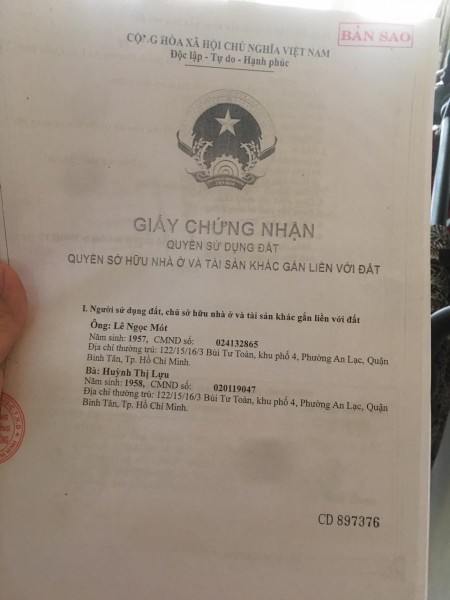 BẢN SAO
CỘNG HÒA XÃ HỘI CHỦ NGHĨA VIỆT NAM
Độc lập - Tự do - Hạnh phúc
VIỆT NAM
GIẤY CHỨNG NHẬN
QUYỀN SỬ DỤNG ĐẤT
QUYỀN SỞ HỮU NHÀ Ở VÀ TÀI SẢN KHÁC GẮN LIỀN VỚI ĐẤT
I. Người sử dụng đất, chủ sở hữu nhà ở và tài sản khác gắn liền với đất
Ông: Lê Ngọc Mót
Năm sinh: 1957, CMND số: 024132865
Địa chỉ thường trú: 122/15/16/3 Bùi Tư Toàn, khu phố 4, Phường An Lạc, Quận
Bình Tân, Tp. Hồ Chí Minh.
Bà: Huỳnh Thị Lựu
Năm sinh: 1958, CMND số: 020119047
Địa chỉ thường trú: 122/15/16/3 Bùi Tư Toàn, khu phố 4, Phường An Lạc, Quận
Bình Tân, Tp. Hồ Chí Minh.
CD 897376